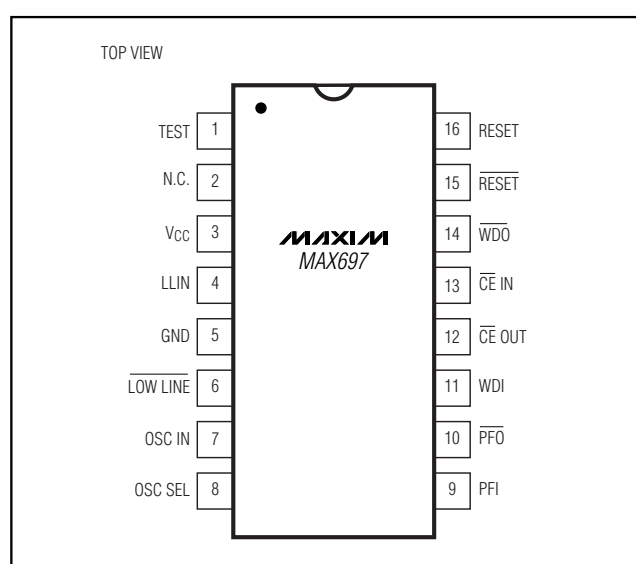 TOP VIEW
TEST 1
N.C. 2
VCC 3
LLIN 4
GND 5
LOW LINE 6
OSC IN 7
OSC SEL 8
MAXIM
MAX697
16 RESET
15 RESET
14 WDO
13 CE IN
12 CE OUT
11 WDI
10 PFO
9 PFI